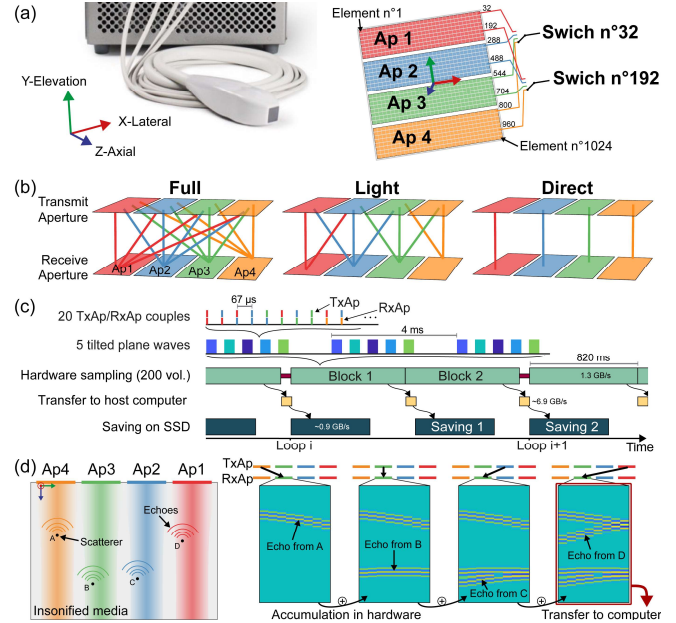 (a)
Y-Elevation
X-Lateral
Z-Axial
Element n°1
Ap 1
Ap 2
Ap 3
Ap 4
32
192
288
488
544
704
800
960
Swich n°32
Swich n°192
Element n°1024
(b)
Full
Light
Direct
Transmit
Aperture
Receive
Aperture
Ap1
Ap2
Ap3
Ap4
(c)
67 µs
TxAp
RxAp
20 TxAp/RxAp couples
...
4 ms
5 tilted plane waves
820 ms
Hardware sampling (200 vol.)
Block 1
Block 2
1.3 GB/s
Transfer to host computer
~6.9 GB/s
Saving on SSD
~0.9 GB/s
Saving 1
Saving 2
Loop i
Loop i+1
Time
(d)
Ap4
Ap3
Ap2
Ap1
Echoes
Scatterer
A
B
C
D
Insonified media
TxAp
RxAp
Echo from A
Echo from B
Echo from C
Echo from D
Accumulation in hardware
Transfer to computer